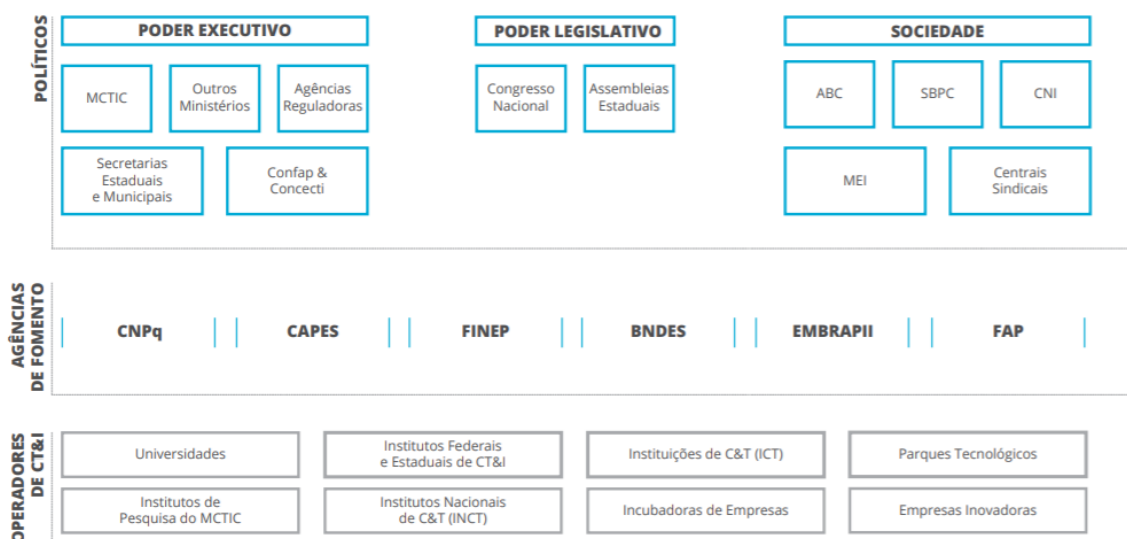 POLÍTICOS
PODER EXECUTIVO
PODER LEGISLATIVO
SOCIEDADE
MCTIC
Outros
Ministérios
Agências
Reguladoras
Congresso
Nacional
Assembleias
Estaduais
ABC
SBPC
CNI
Secretarias
Estaduais
e Municipais
Confap &
Concecti
MEI
Centrais
Sindicais
AGÊNCIAS
DE FOMENTO
CNPq
CAPES
FINEP
BNDES
EMBRAPII
FAP
OPERADORES
DE CT&I
Universidades
Institutos Federais
e Estaduais de CT&I
Instituições de C&T (ICT)
Parques Tecnológicos
Institutos de
Pesquisa do MCTIC
Institutos Nacionais
de C&T (INCT)
Incubadoras de Empresas
Empresas Inovadoras